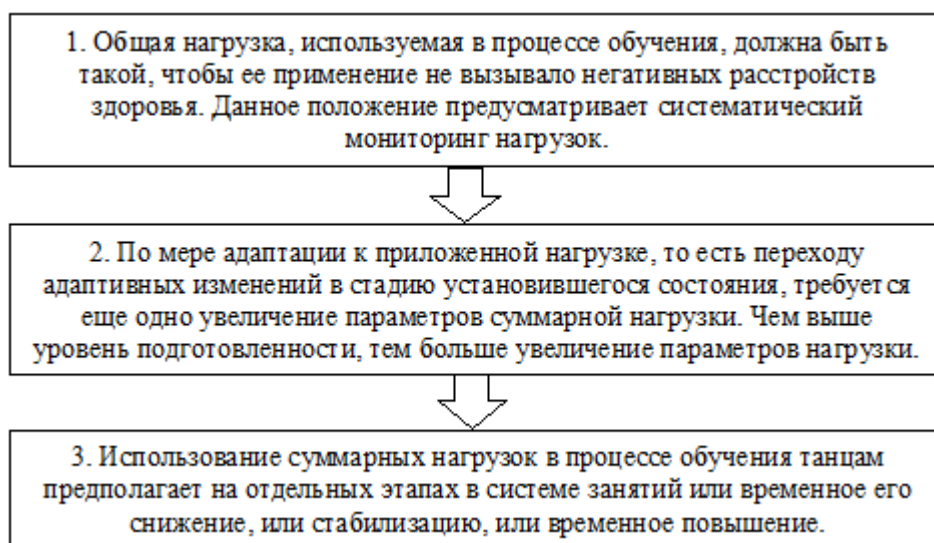 1. Общая нагрузка, используемая в процессе обучения, должна быть
такой, чтобы ее применение не вызывало негативных расстройств
здоровья. Данное положение предусматривает систематический
мониторинг нагрузок.
2. По мере адаптации к приложенной нагрузке, то есть переходу
адаптивных изменений в стадию установившегося состояния, требуется
еще одно увеличение параметров суммарной нагрузки. Чем выше
уровень подготовленности, тем больше увеличение параметров нагрузки.
3. Использование суммарных нагрузок в процессе обучения танцам
предполагает на отдельных этапах в системе занятий или временное его
снижение, или стабилизацию, или временное повышение.